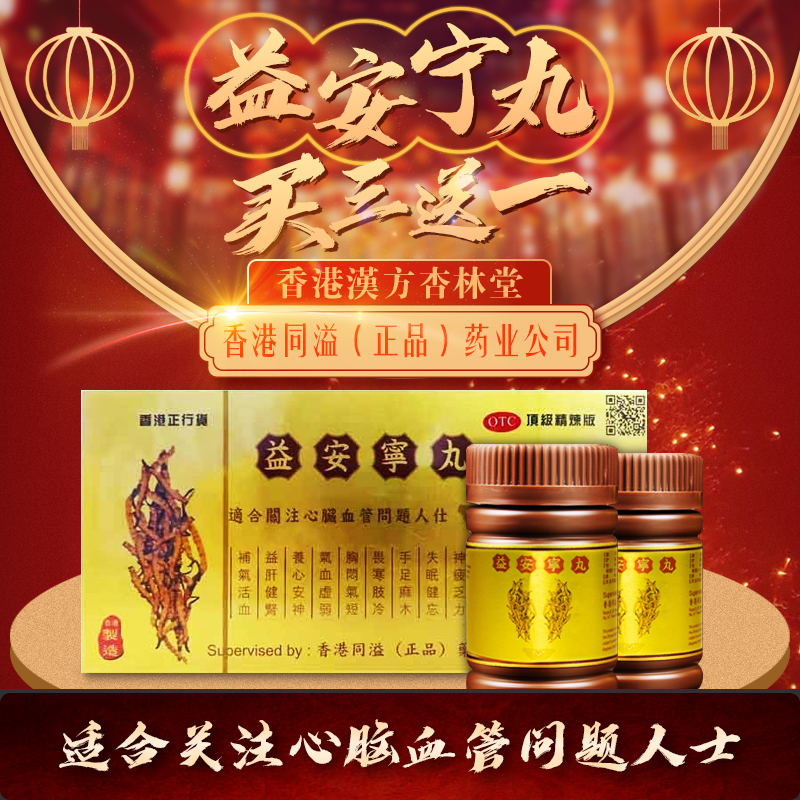 益安宁丸
买三送一
香港漢方杏林堂
香港同溢（正品）药业公司
香港正行貨
OTC 頂級精煉版
益安寧丸
適合關注心臟血管問題人仕
補氣活血
益肝健腎
養心安神
氣血虛弱
胸悶氣短
畏寒肢冷
手足麻木
失眠健忘
神疲乏力
香港製造
Supervised by : 香港同溢（正品）藥
益安寧丸
益安寧丸
适合关注心脑血管问题人士